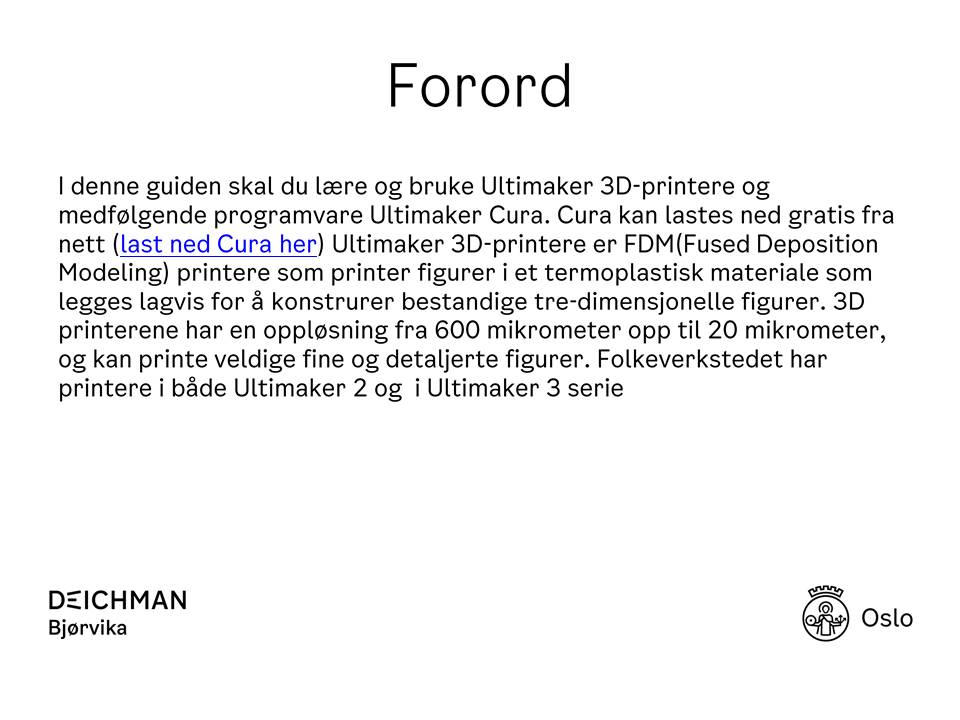 Forord
I denne guiden skal du lære og bruke Ultimaker 3D-printere og
medfølgende programvare Ultimaker Cura. Cura kan lastes ned gratis fra
nett (last ned Cura her) Ultimaker 3D-printere er FDM(Fused Deposition
Modeling) printere som printer figurer i et termoplastisk materiale som
legges lagvis for å konstrurer bestandige tre-dimensjonelle figurer. 3D
printerene har en oppløsning fra 600 mikrometer opp til 20 mikrometer,
og kan printe veldige fine og detaljerte figurer. Folkeverkstedet har
printere i både Ultimaker 2 og  i Ultimaker 3 serie
DEICHMAN
Bjørvika
Oslo